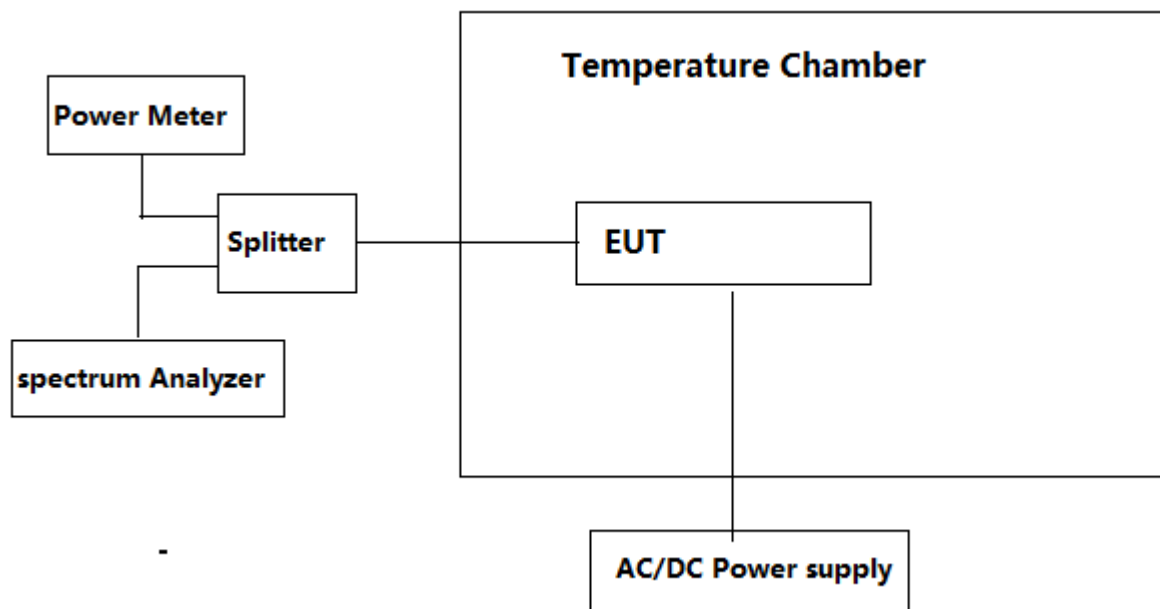 Temperature Chamber
Power Meter
Splitter
EUT
spectrum Analyzer
-
AC/DC Power supply